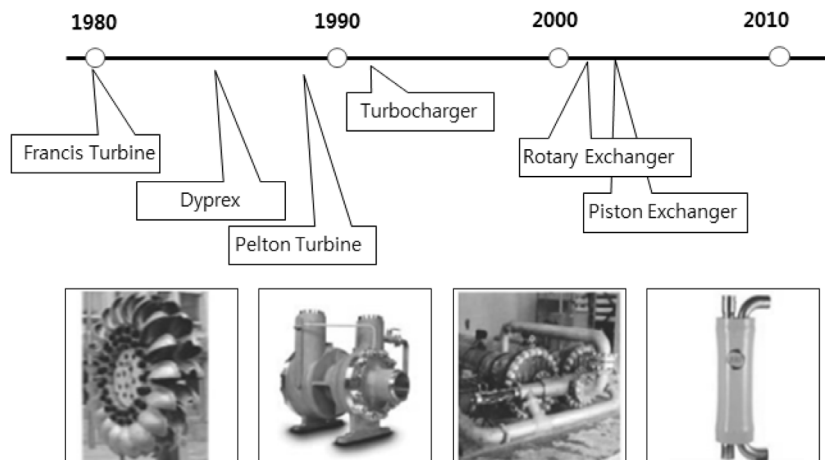 1980
1990
2000
2010
Francis Turbine
Dyprex
Pelton Turbine
Turbocharger
Rotary Exchanger
Piston Exchanger